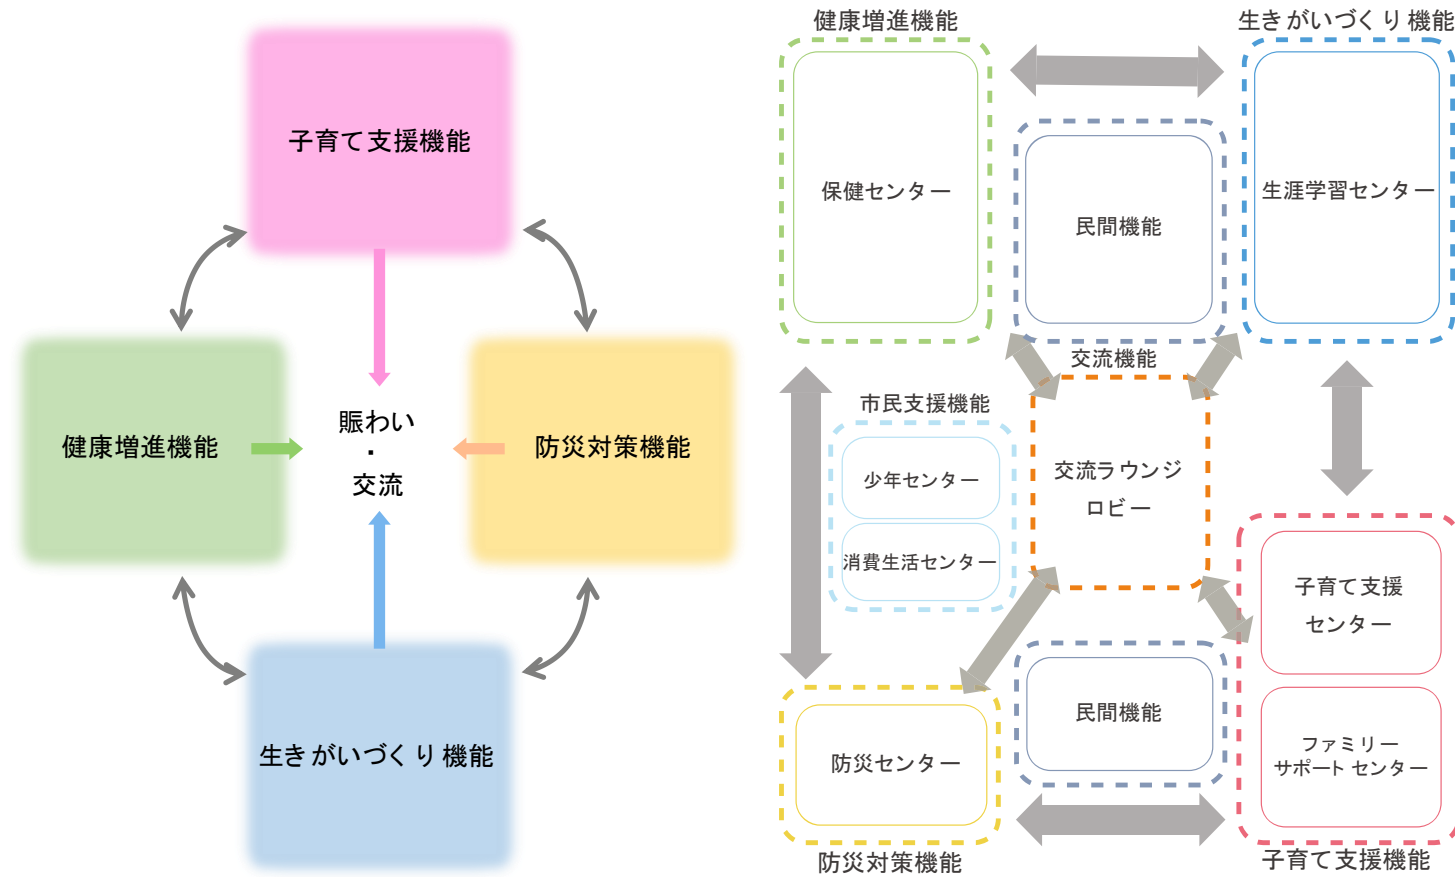 子育て支援機能
健康増進機能
賑わい
・
交流
防災対策機能
生きがいづくり機能
健康増進機能
生きがいづくり機能
保健センター
民間機能
生涯学習センター
交流機能
市民支援機能
少年センター
消費生活センター
交流ラウンジ
ロビー
子育て支援
センター
ファミリー
サポートセンター
民間機能
防災センター
防災対策機能
子育て支援機能